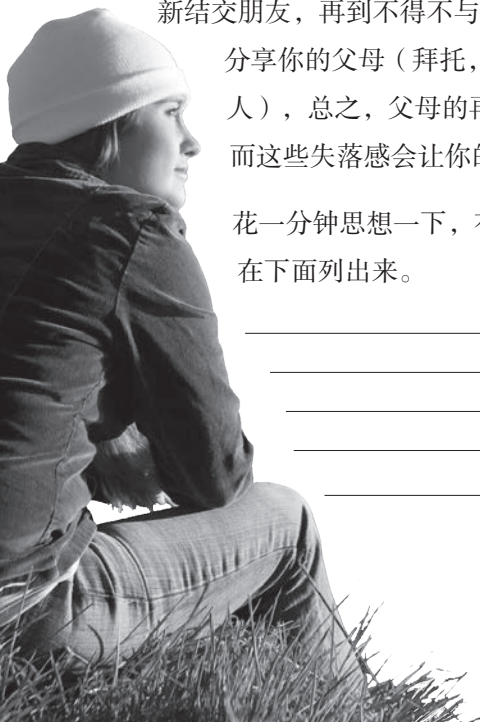 新结交朋友，再到不得不与
分享你的父母（拜托，
人），总之，父母的再
而这些失落感会让你的
花一分钟思想一下，在
在下面列出来。